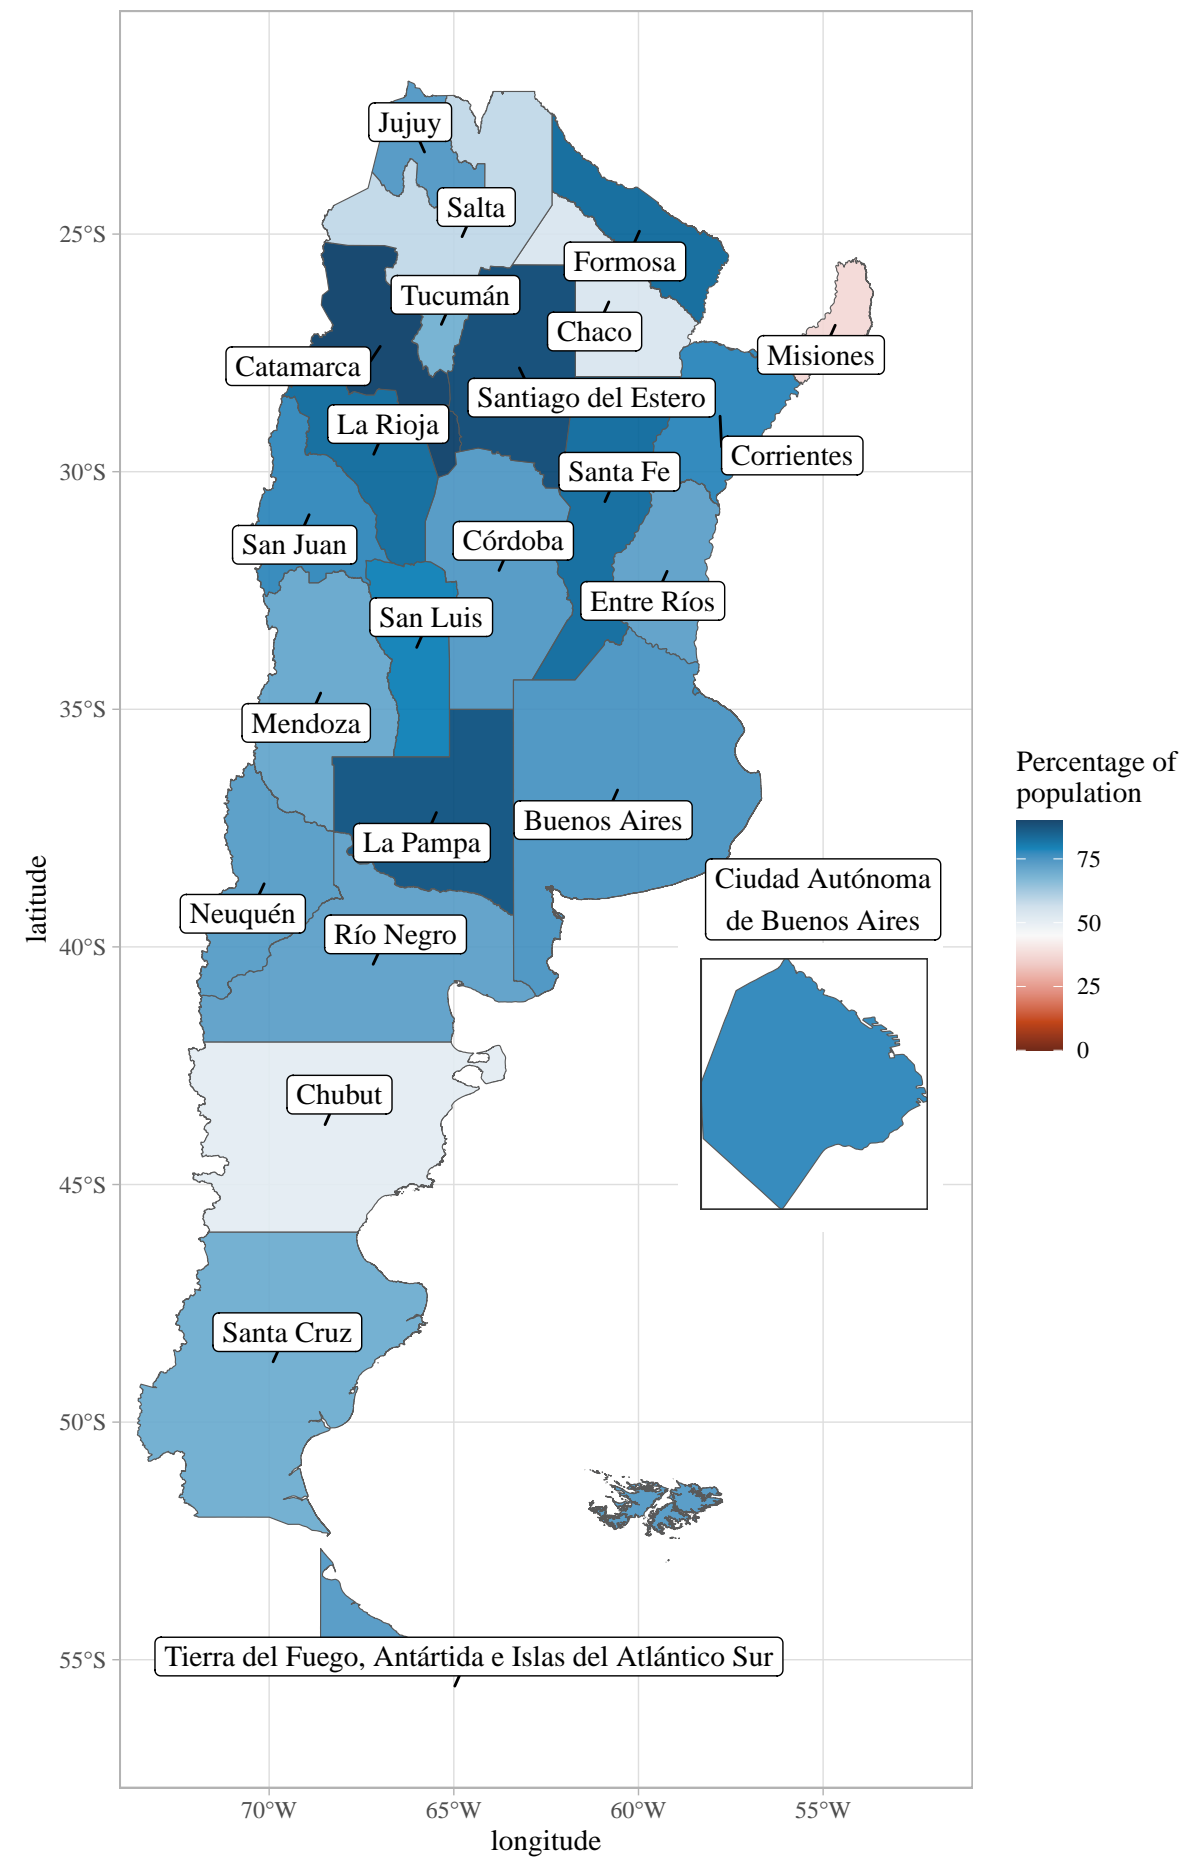 Jujuy
Salta
25°S
Formosa
Tucumán
Chaco
Misiones
Catamarca
Santiago del Estero
La Rioja
Corrientes
30°S
Santa Fe
San Juan
Córdoba
Entre Ríos
San Luis
35°S
Mendoza
Buenos Aires
La Pampa
Percentage of
population
75
50
25
0
Ciudad Autónoma
de Buenos Aires
Neuquén
Río Negro
40°S
latitude
Chubut
45°S
Santa Cruz
50°S
Tierra del Fuego, Antártida e Islas del Atlántico Sur
55°S
70°W
65°W
60°W
55°W
longitude